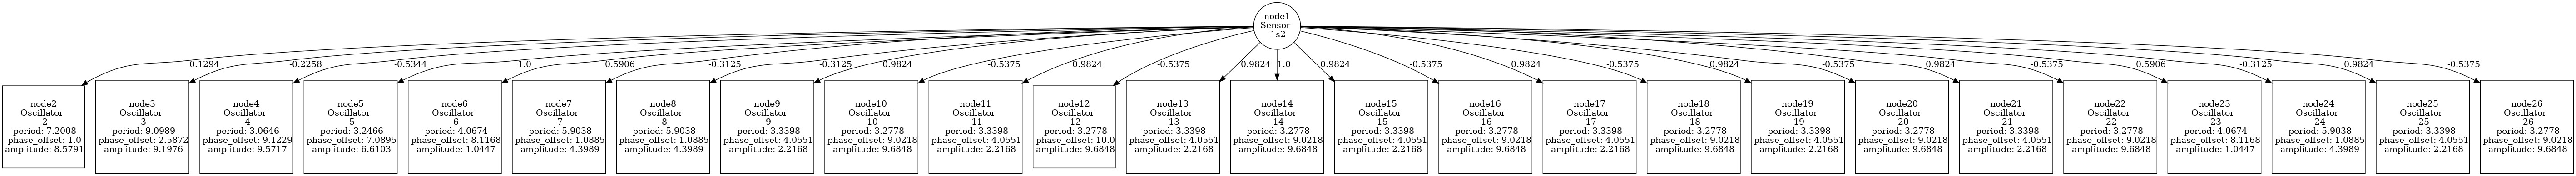 node1
Sensor
1s2
0.1294
-0.2258
-0.5344
1.0
0.5906
-0.3125
-0.3125
0.9824
-0.5375
0.9824
-0.5375
0.9824
1.0
0.9824
-0.5375
0.9824
-0.5375
0.9824
-0.5375
0.9824
-0.5375
0.5906
-0.3125
0.9824
-0.5375
node2
Oscillator
2
period: 7.2008
phase_offset: 1.0
amplitude: 8.5791
node3
Oscillator
3
period: 9.0989
phase_offset: 2.5872
amplitude: 9.1976
node4
Oscillator
4
period: 3.0646
phase_offset: 9.1229
amplitude: 9.5717
node5
Oscillator
5
period: 3.2466
phase_offset: 7.0895
amplitude: 6.6103
node6
Oscillator
6
period: 4.0674
phase_offset: 8.1168
amplitude: 1.0447
node7
Oscillator
7
period: 5.9038
phase_offset: 1.0885
amplitude: 4.3989
node8
Oscillator
8
period: 5.9038
phase_offset: 1.0885
amplitude: 4.3989
node9
Oscillator
9
period: 3.3398
phase_offset: 4.0551
amplitude: 2.2168
node10
Oscillator
10
period: 3.2778
phase_offset: 9.0218
amplitude: 9.6848
node11
Oscillator
11
period: 3.3398
phase_offset: 4.0551
amplitude: 2.2168
node12
Oscillator
12
period: 3.2778
phase_offset: 10.0
amplitude: 9.6848
node13
Oscillator
13
period: 3.3398
phase_offset: 4.0551
amplitude: 2.2168
node14
Oscillator
14
period: 3.2778
phase_offset: 9.0218
amplitude: 9.6848
node15
Oscillator
15
period: 3.3398
phase_offset: 4.0551
amplitude: 2.2168
node16
Oscillator
16
period: 3.2778
phase_offset: 9.0218
amplitude: 9.6848
node17
Oscillator
17
period: 3.3398
phase_offset: 4.0551
amplitude: 2.2168
node18
Oscillator
18
period: 3.2778
phase_offset: 9.0218
amplitude: 9.6848
node19
Oscillator
19
period: 3.3398
phase_offset: 4.0551
amplitude: 2.2168
node20
Oscillator
20
period: 3.2778
phase_offset: 9.0218
amplitude: 9.6848
node21
Oscillator
21
period: 3.3398
phase_offset: 4.0551
amplitude: 2.2168
node22
Oscillator
22
period: 3.2778
phase_offset: 9.0218
amplitude: 9.6848
node23
Oscillator
23
period: 4.0674
phase_offset: 8.1168
amplitude: 1.0447
node24
Oscillator
24
period: 5.9038
phase_offset: 1.0885
amplitude: 4.3989
node25
Oscillator
25
period: 3.3398
phase_offset: 4.0551
amplitude: 2.2168
node26
Oscillator
26
period: 3.2778
phase_offset: 9.0218
amplitude: 9.6848